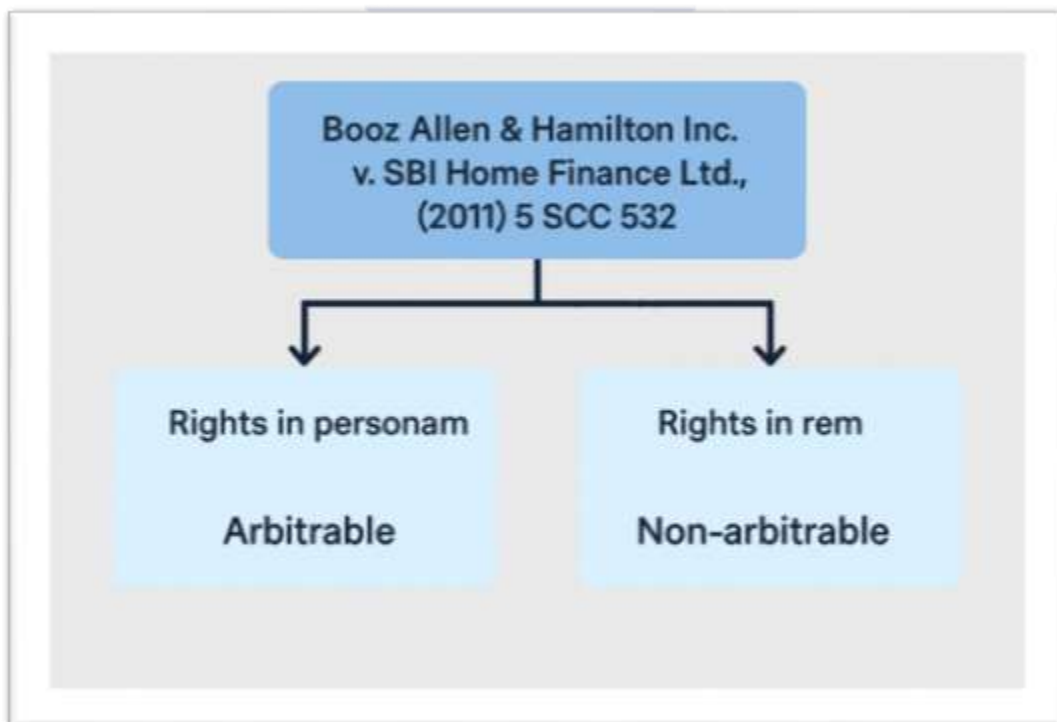 Booz Allen & Hamilton Inc.
v. SBI Home Finance Ltd.,
(2011) 5 SCC 532
Rights in personam
Arbitrable
Rights in rem
Non-arbitrable